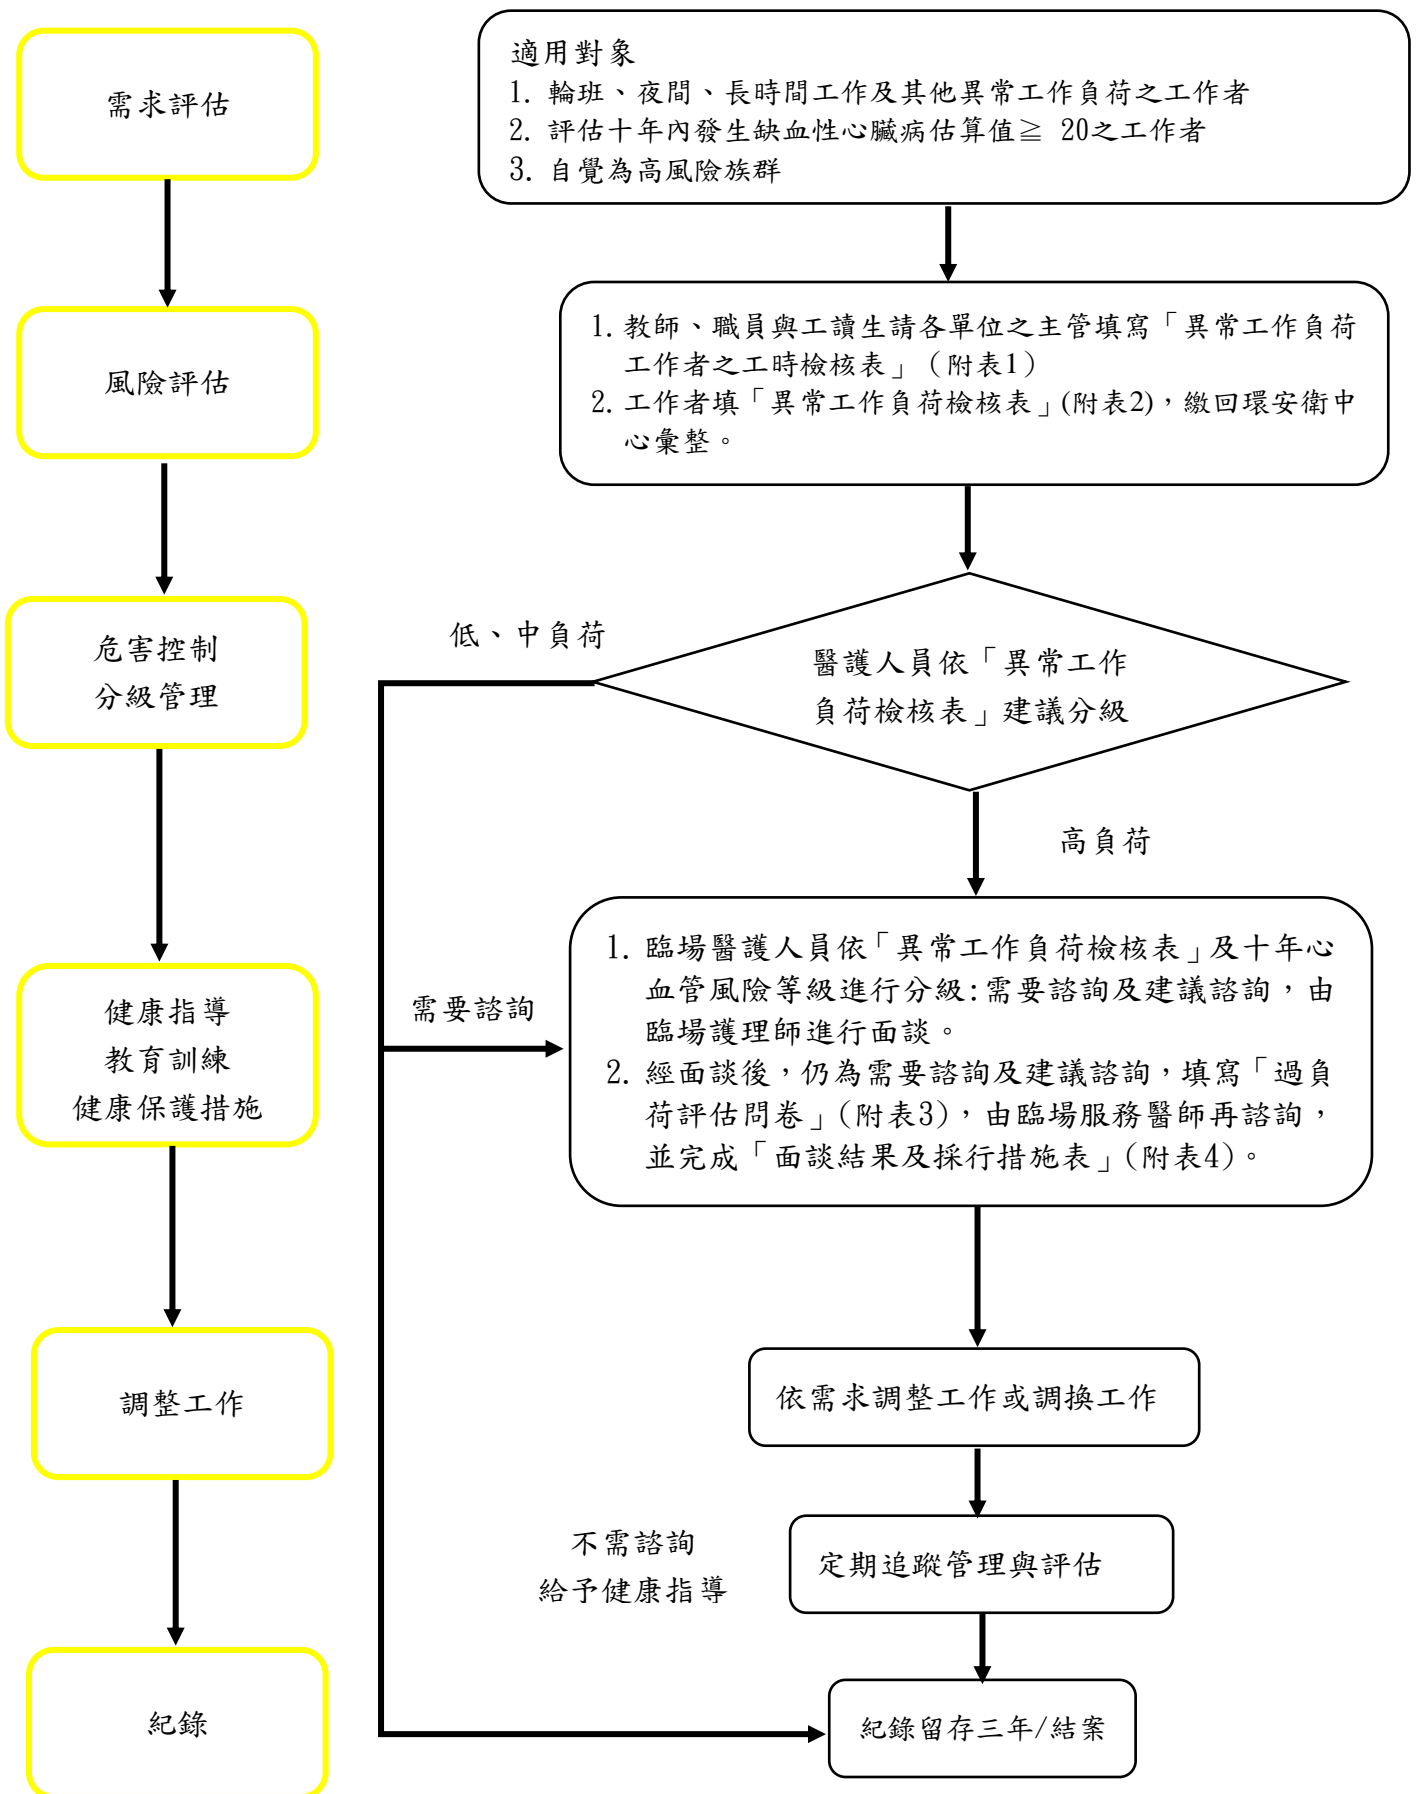 需求評估
適用對象
1. 輪班、夜間、長時間工作及其他異常工作負荷之工作者
2. 評估十年內發生缺血性心臟病估算值≧ 20之工作者
3. 自覺為高風險族群
風險評估
1. 教師、職員與工讀生請各單位之主管填寫「異常工作負荷
工作者之工時檢核表」（附表1）
2. 工作者填「異常工作負荷檢核表」(附表2)，繳回環安衛中
心彙整。
危害控制
分級管理
低、中負荷
醫護人員依「異常工作
負荷檢核表」建議分級
高負荷
健康指導
教育訓練
健康保護措施
需要諮詢
1. 臨場醫護人員依「異常工作負荷檢核表」及十年心
血管風險等級進行分級:需要諮詢及建議諮詢，由
臨場護理師進行面談。
2. 經面談後，仍為需要諮詢及建議諮詢，填寫「過負
荷評估問卷」(附表3)，由臨場服務醫師再諮詢，
並完成「面談結果及採行措施表」(附表4)。
調整工作
依需求調整工作或調換工作
不需諮詢
給予健康指導
定期追蹤管理與評估
紀錄
紀錄留存三年/結案